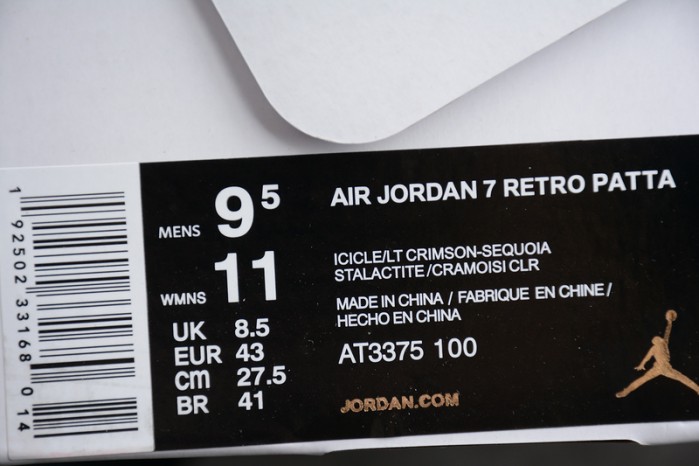 1 92502 33168 0 14
MENS 9 5
WMNS 11
UK 8.5
EUR 43
cm 27.5
BR 41
AIR JORDAN 7 RETRO PATTA
ICICLE/LT CRIMSON-SEQUOIA
STALACTITE/CRAMOISI CLR
MADE IN CHINA / FABRIQUE EN CHINE /
HECHO EN CHINA
AT3375 100
JORDAN.COM